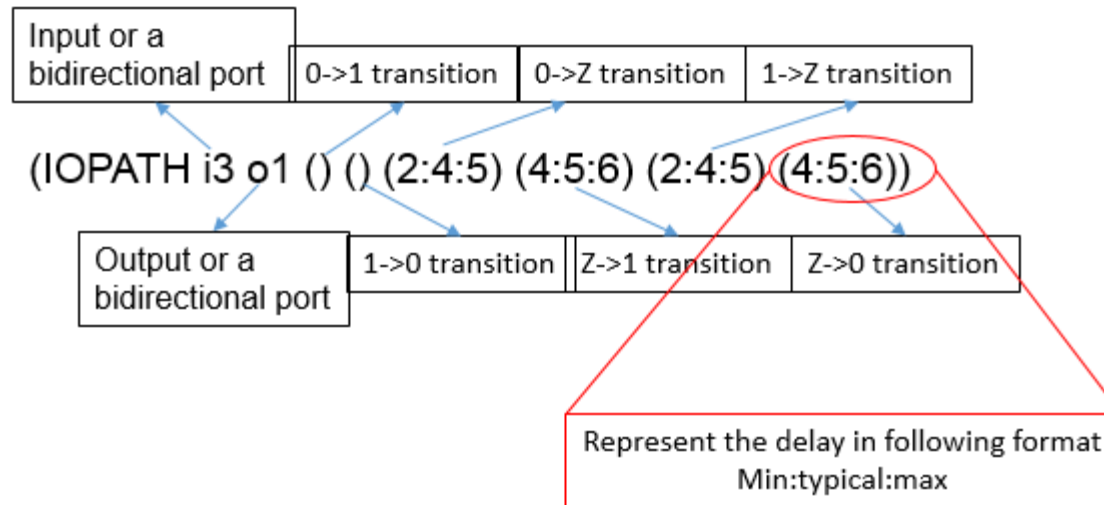 Input or a
bidirectional port
0->1 transition
0->Z transition
1->Z transition
(IOPATH i3 o1 () () (2:4:5) (4:5:6) (2:4:5) (4:5:6))
Output or a
bidirectional port
1->0 transition
Z->1 transition
Z->0 transition
Represent the delay in following format
Min:typical:max